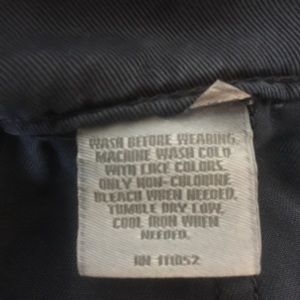 WASH BEFORE WEARING.
MACHINE WASH COLD
WITH LIKE COLORS.
ONLY NON-CHLORINE
BLEACH WHEN NEEDED.
TUMBLE DRY LOW.
COOL IRON WHEN
NEEDED.
RN 111052